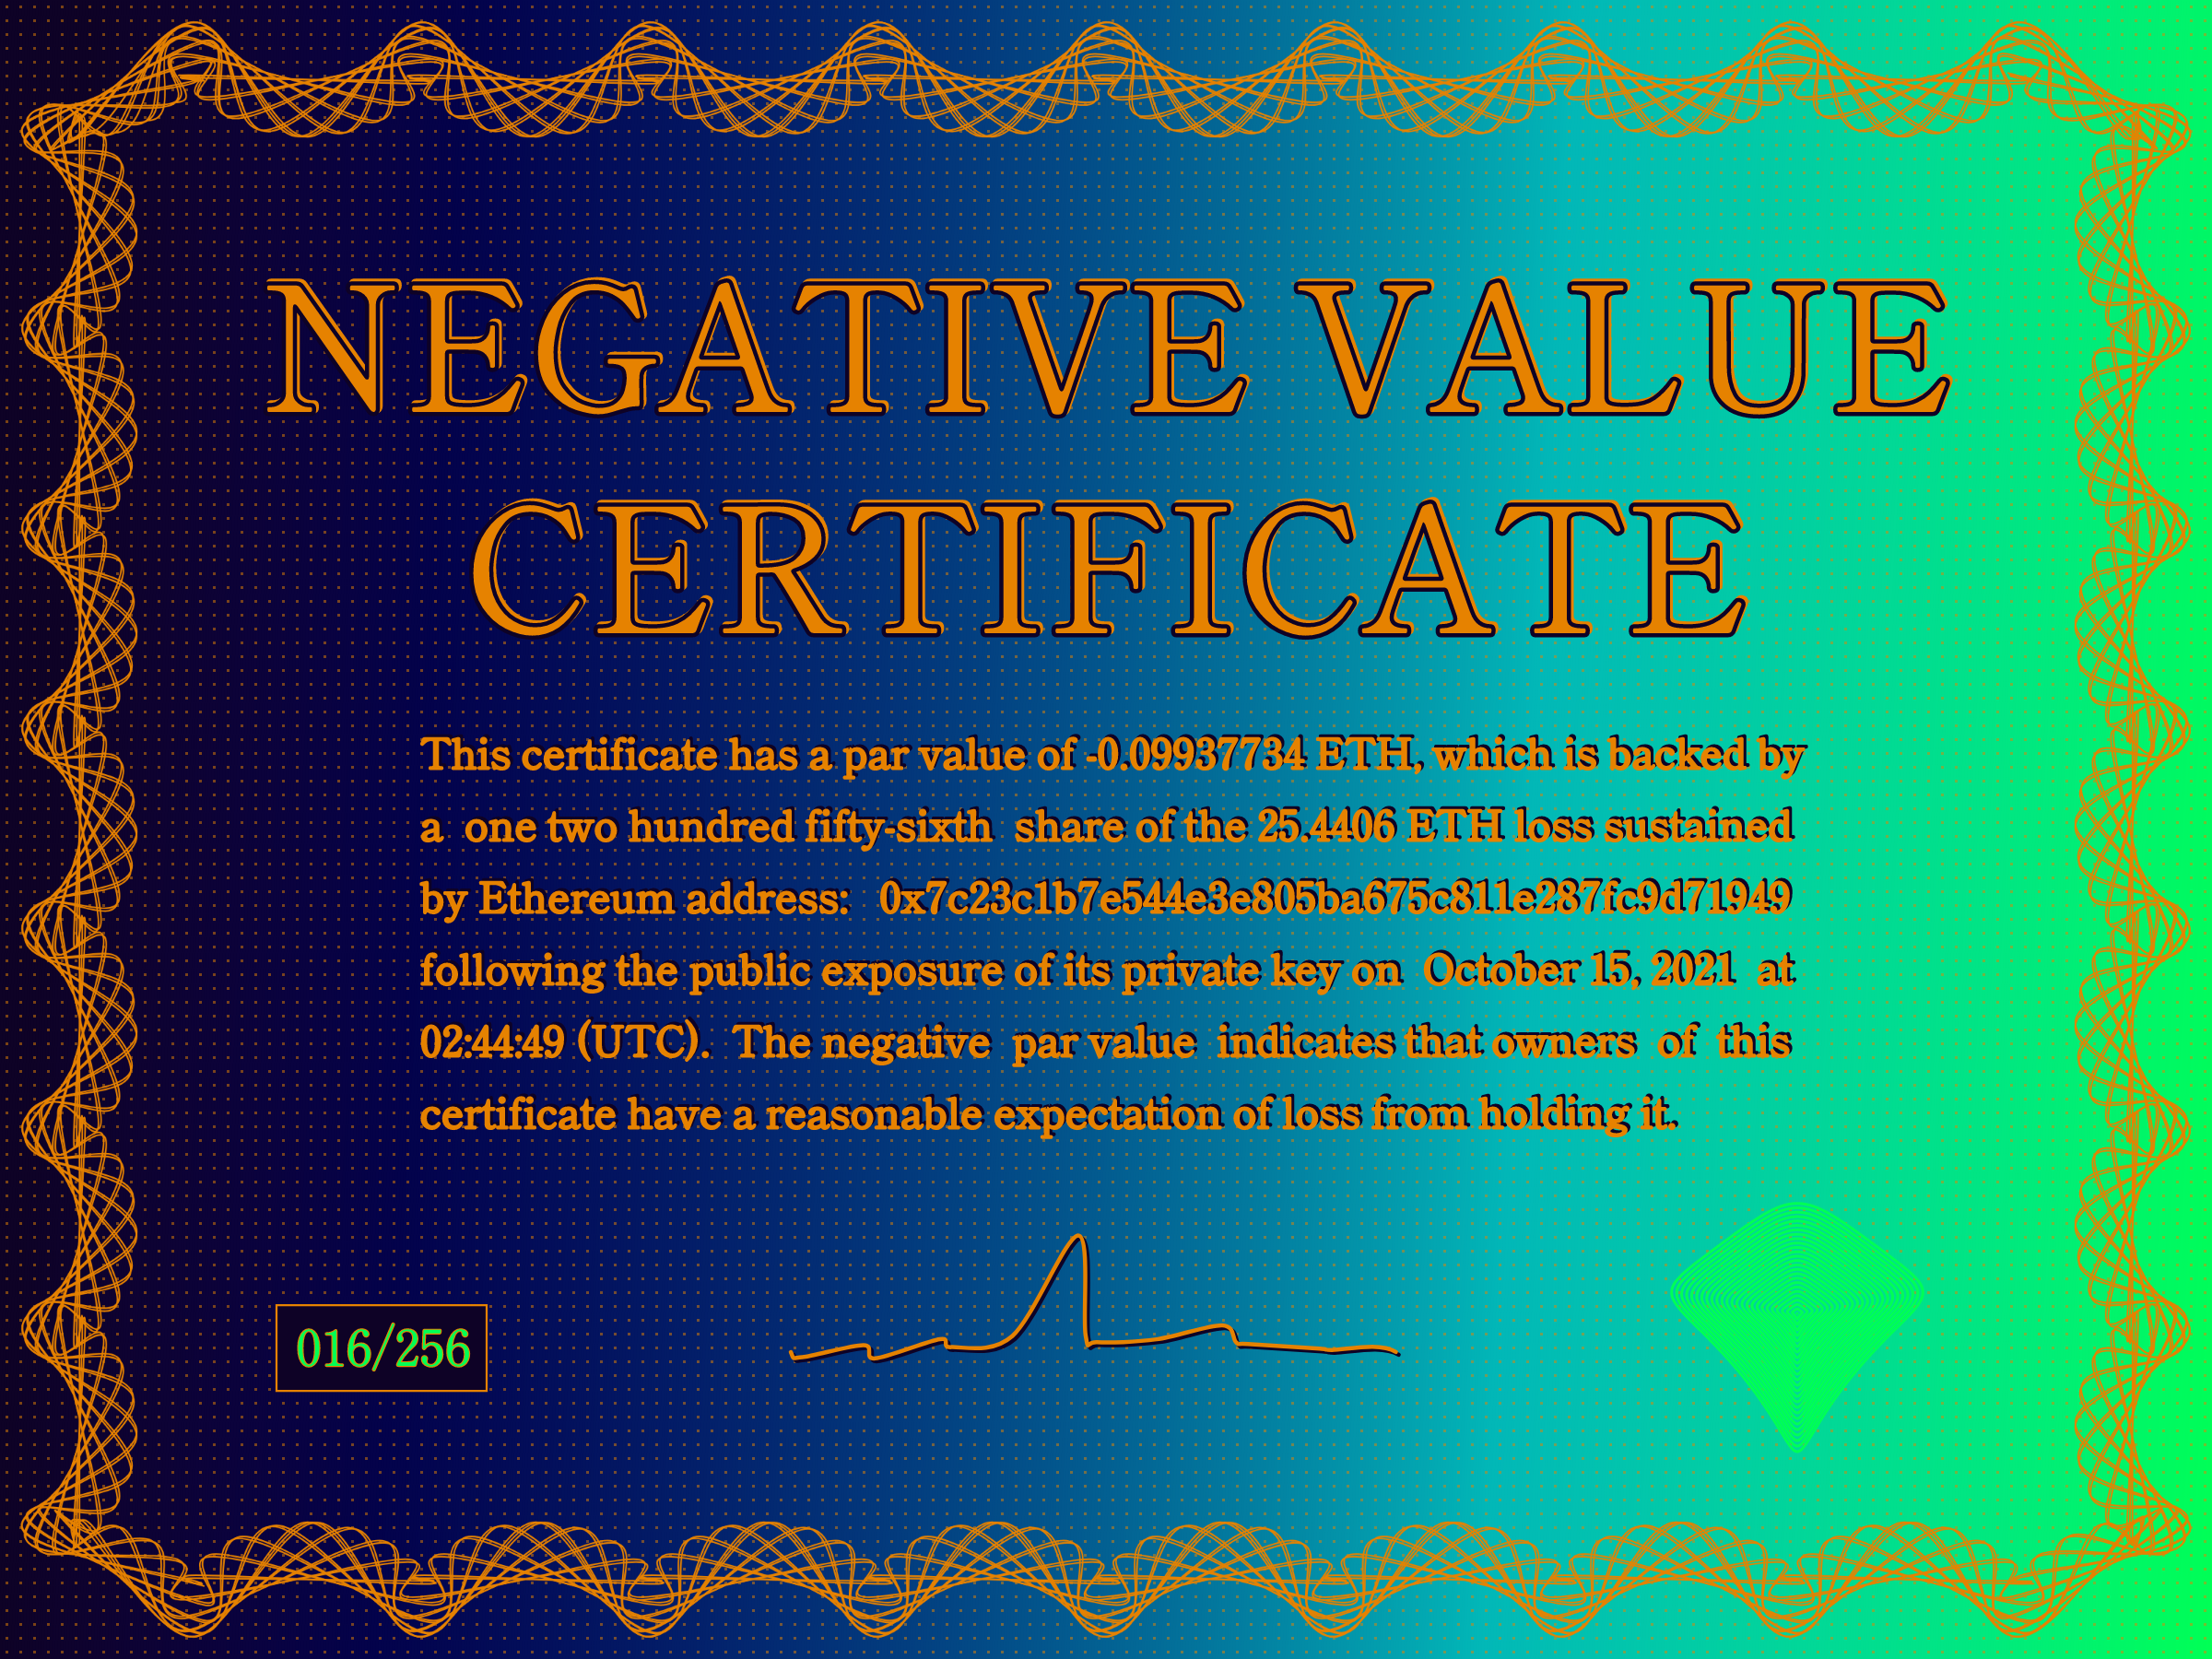 NEGATIVE VALUE
CERTIFICATE
This certificate has a par value of -0.09937734 ETH, which is backed by
a one two hundred fifty-sixth share of the 25.4406 ETH loss sustained
by Ethereum address: 0x7c23c1b7e544e3e805ba675c811e287fc9d71949
following the public exposure of its private key on October 15, 2021 at
02:44:49 (UTC). The negative par value indicates that owners of this
certificate have a reasonable expectation of loss from holding it.
016/256